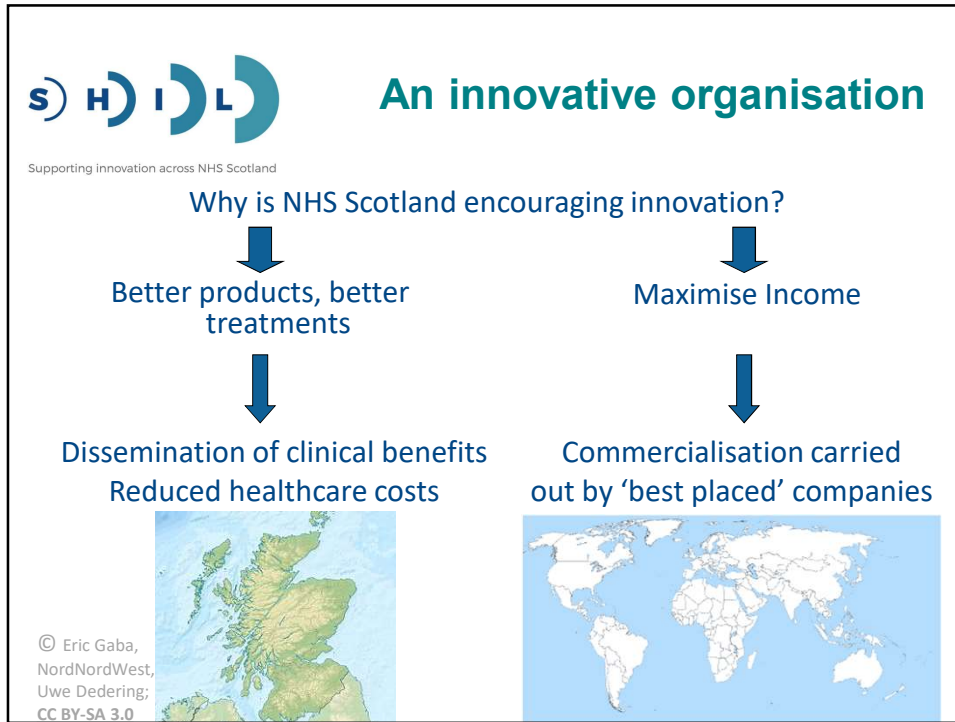 S H I L
An innovative organisation
Supporting innovation across NHS Scotland
Why is NHS Scotland encouraging innovation?
Better products, better
treatments
Maximise Income
Dissemination of clinical benefits
Reduced healthcare costs
Commercialisation carried
out by ‘best placed’ companies
© Eric Gaba,
NordNordWest,
Uwe Dedering;
CC BY-SA 3.0